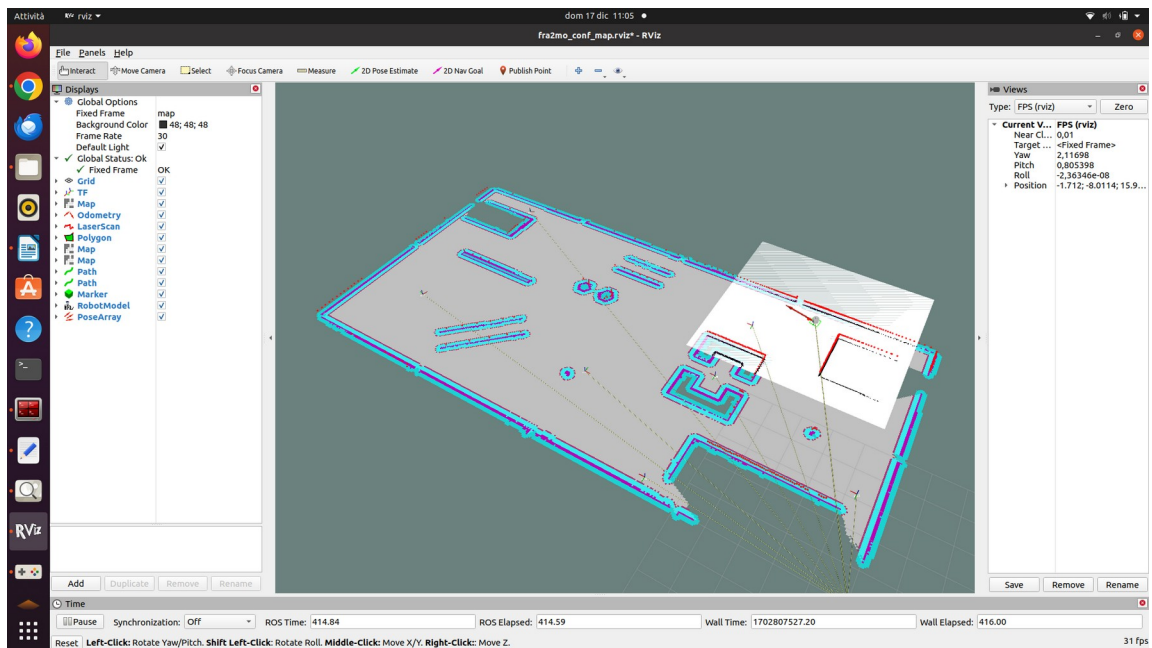 Attività
rviz
dom 17 dic 11:05
fra2mo_conf_map.rviz* - RViz
File Panels Help
Interact Move Camera Select Focus Camera Measure 2D Pose Estimate 2D Nav Goal Publish Point
Displays
Global Options
Fixed Frame map
Background Color 48; 48; 48
Frame Rate 30
Default Light
Global Status: Ok
Fixed Frame OK
Grid
TF
Map
Odometry
LaserScan
Polygon
Map
Map
Path
Path
Marker
RobotModel
PoseArray
Add Duplicate Remove Rename
Views
Type: FPS (rviz) Zero
Current V... FPS (rviz)
Near Cl... 0,01
Target ... <Fixed Frame>
Yaw 2,11698
Pitch 0,805398
Roll -2,36346e-08
Position -1.712; -8.0114; 15.9...
Save Remove Rename
RViz
Time
Pause Synchronization: Off ROS Time: 414.84 ROS Elapsed: 414.59 Wall Time: 1702807527.20 Wall Elapsed: 416.00
Reset Left-Click: Rotate Yaw/Pitch. Shift Left-Click: Rotate Roll. Middle-Click: Move X/Y. Right-Click:: Move Z. 31 fps